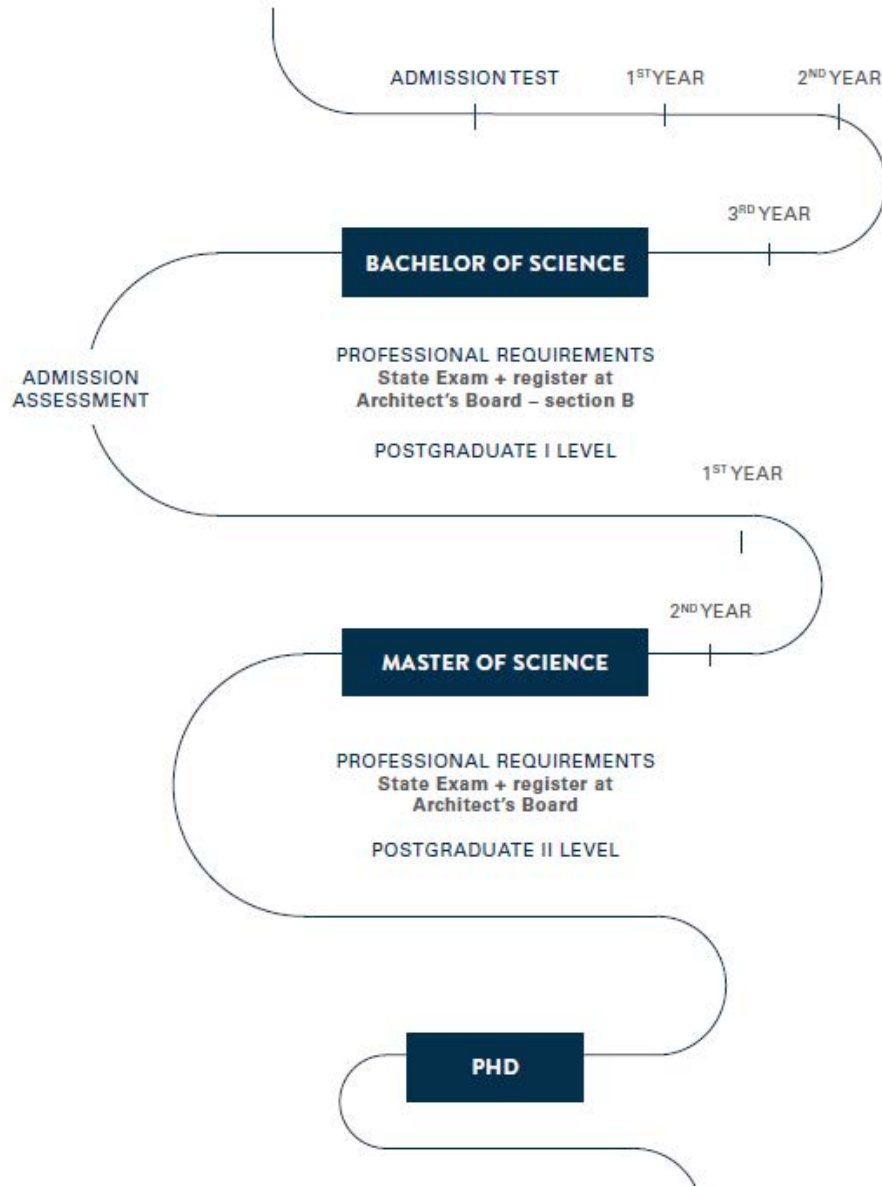 ADMISSION TEST
1ST YEAR
2ND YEAR
3RD YEAR
BACHELOR OF SCIENCE
PROFESSIONAL REQUIREMENTS
State Exam + register at
Architect's Board – section B
POSTGRADUATE I LEVEL
ADMISSION
ASSESSMENT
1ST YEAR
2ND YEAR
MASTER OF SCIENCE
PROFESSIONAL REQUIREMENTS
State Exam + register at
Architect's Board
POSTGRADUATE II LEVEL
PHD